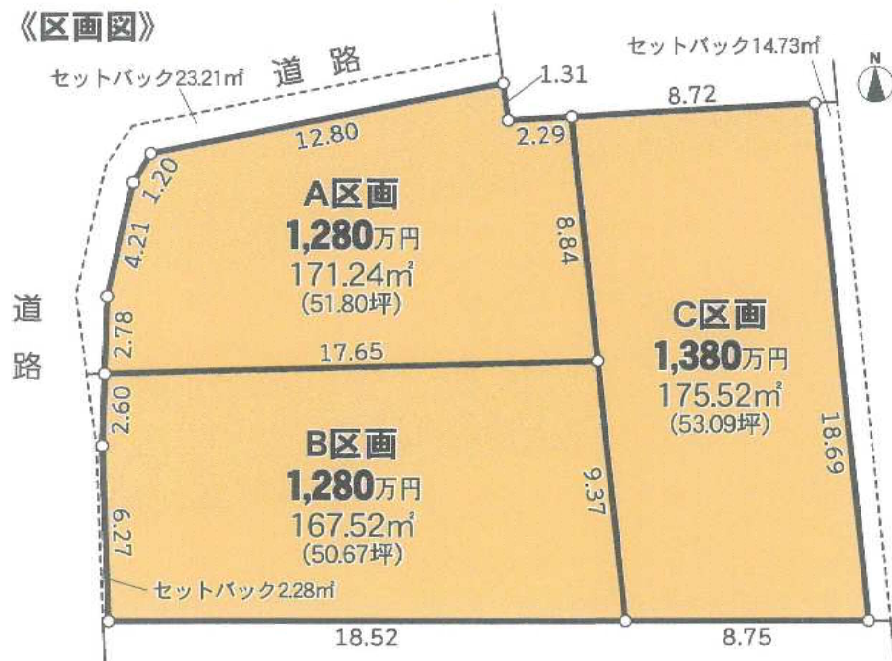 《区画図》
セットバック23.21㎡
道路
セットバック14.73㎡
N
1.31
8.72
12.80
2.29
1.20
A区画
1,280万円
171.24㎡
(51.80坪)
4.21
8.84
道路
2.78
17.65
C区画
1,380万円
175.52㎡
(53.09坪)
2.60
B区画
1,280万円
167.52㎡
(50.67坪)
18.69
9.37
6.27
セットバック2.28㎡
18.52
8.75